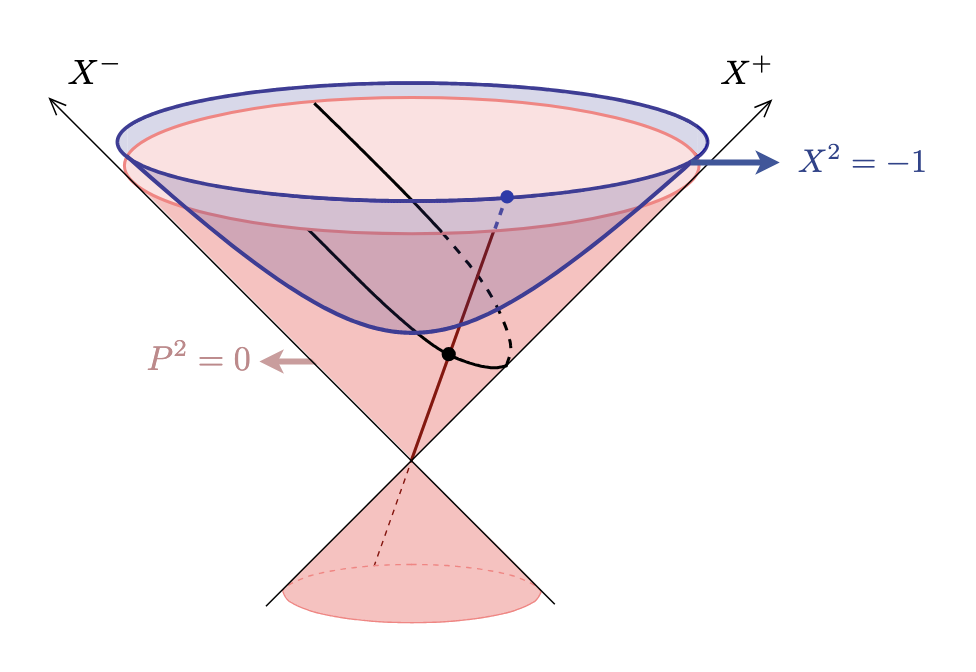 X⁻
X⁺
X² = −1
P² = 0